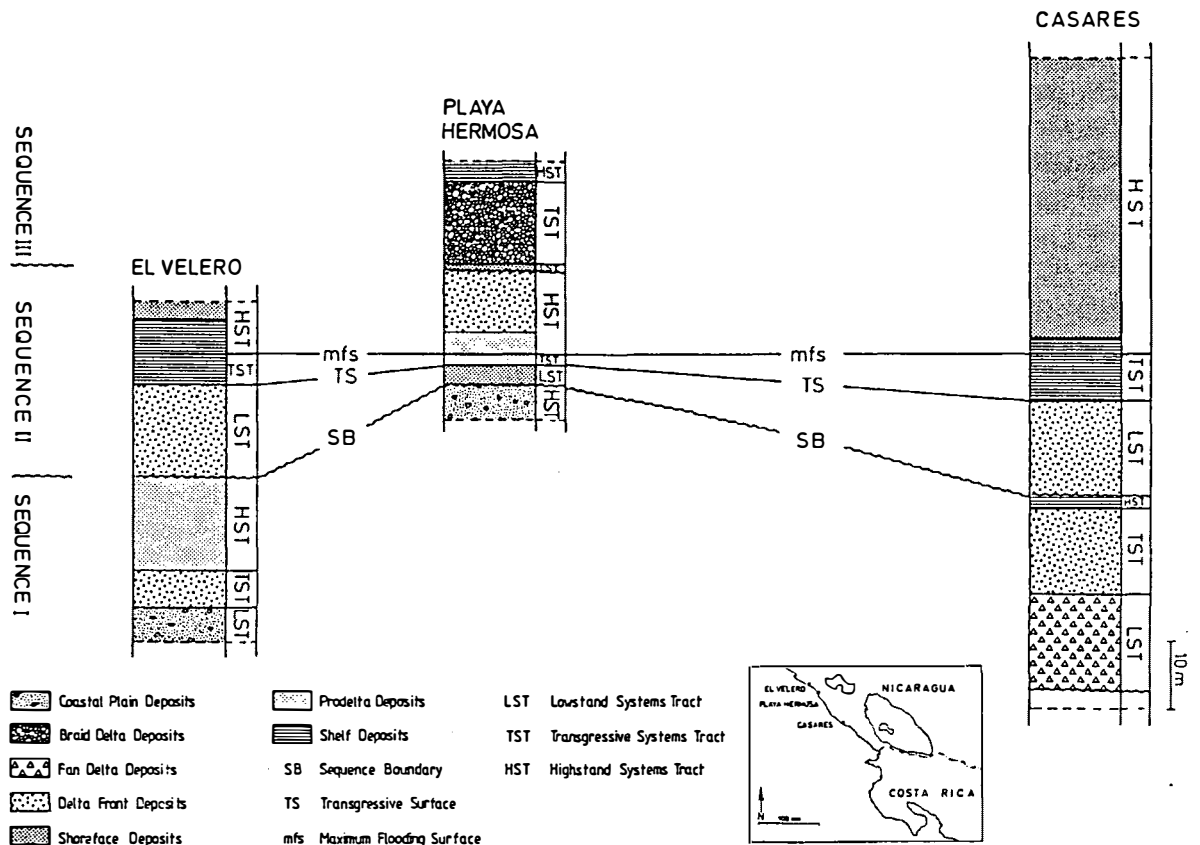 CASARES
PLAYA
HERMOSA
EL VELERO
SEQUENCE III
SEQUENCE II
SEQUENCE I
HST
TST
LST
HST
TST
LST
HST
TST
TST
HST
TST
LST
HST
HST
TST
LST
HST
TST
LST
mfs
TS
SB
mfs
TS
SB
10 m
Coastal Plain Deposits
Braid Delta Deposits
Fan Delta Deposits
Delta Front Deposits
Shoreface Deposits
Prodelta Deposits
Shelf Deposits
SB Sequence Boundary
TS Transgressive Surface
mfs Maximum Flooding Surface
LST Lowstand Systems Tract
TST Transgressive Systems Tract
HST Highstand Systems Tract
EL VELERO
PLAYA HERMOSA
CASARES
NICARAGUA
COSTA RICA
N